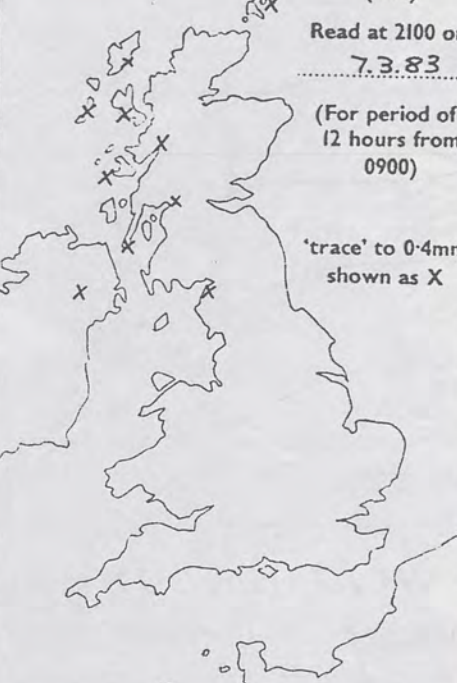 Read at 2100 on
7.3.83
(For period of
12 hours from
0900)
'trace' to 0·4mm
shown as X
X
X
X
X
X
X
X
X
X
X
X